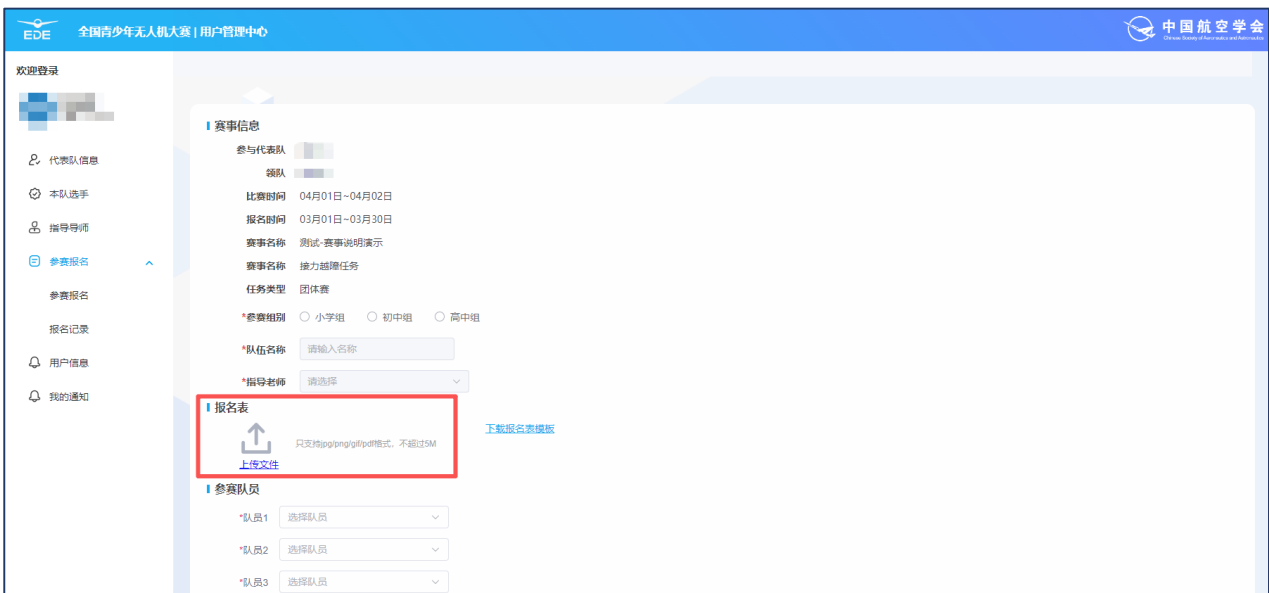 EDE 全国青少年无人机大赛 | 用户管理中心
中国航空学会
Chinese Society of Aeronautics and Astronautics
欢迎登录
代表队信息
本队选手
指导导师
参赛报名
参赛报名
报名记录
用户信息
我的通知
赛事信息
参与代表队
领队
比赛时间 04月01日~04月02日
报名时间 03月01日~03月30日
赛事名称 测试-赛事说明演示
赛事名称 接力越障任务
任务类型 团体赛
*参赛组别 小学组 初中组 高中组
*队伍名称 请输入名称
*指导老师 请选择
报名表
只支持jpg/png/gif/pdf格式，不超过5M
上传文件
下载报名表模板
参赛队员
*队员1 选择队员
*队员2 选择队员
*队员3 选择队员